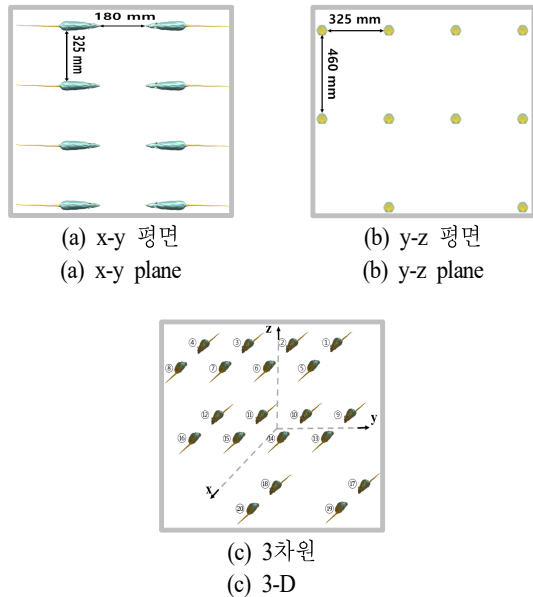 180 mm
325 mm
325 mm
460 mm
(a) x-y 평면
(a) x-y plane
(b) y-z 평면
(b) y-z plane
z
④ ③ ② ①
⑧ ⑦ ⑥ ⑤
⑫ ⑪ ⑩ ⑨
y
⑯ ⑮ ⑭ ⑬
x
⑱ ⑰
⑳ ⑲
(c) 3차원
(c) 3-D